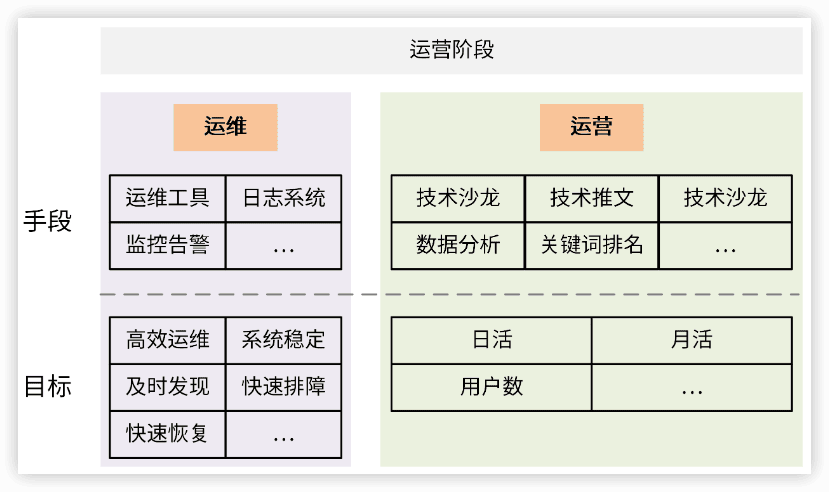 运营阶段
运维 运营
手段
运维工具 日志系统 技术沙龙 技术推文 技术沙龙
监控告警 … 数据分析 关键词排名 …
目标
高效运维 系统稳定 日活 月活
及时发现 快速排障 用户数 …
快速恢复 …